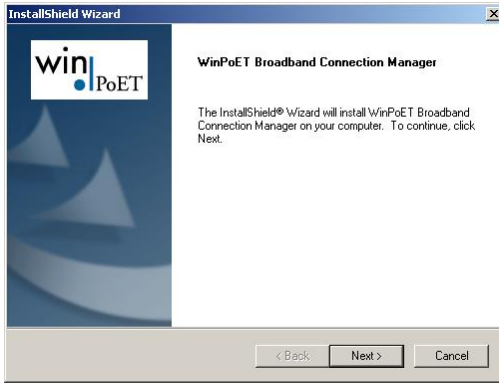 InstallShield Wizard
win
PoET
WinPoET Broadband Connection Manager
The InstallShield® Wizard will install WinPoET Broadband
Connection Manager on your computer. To continue, click
Next.
< Back
Next >
Cancel